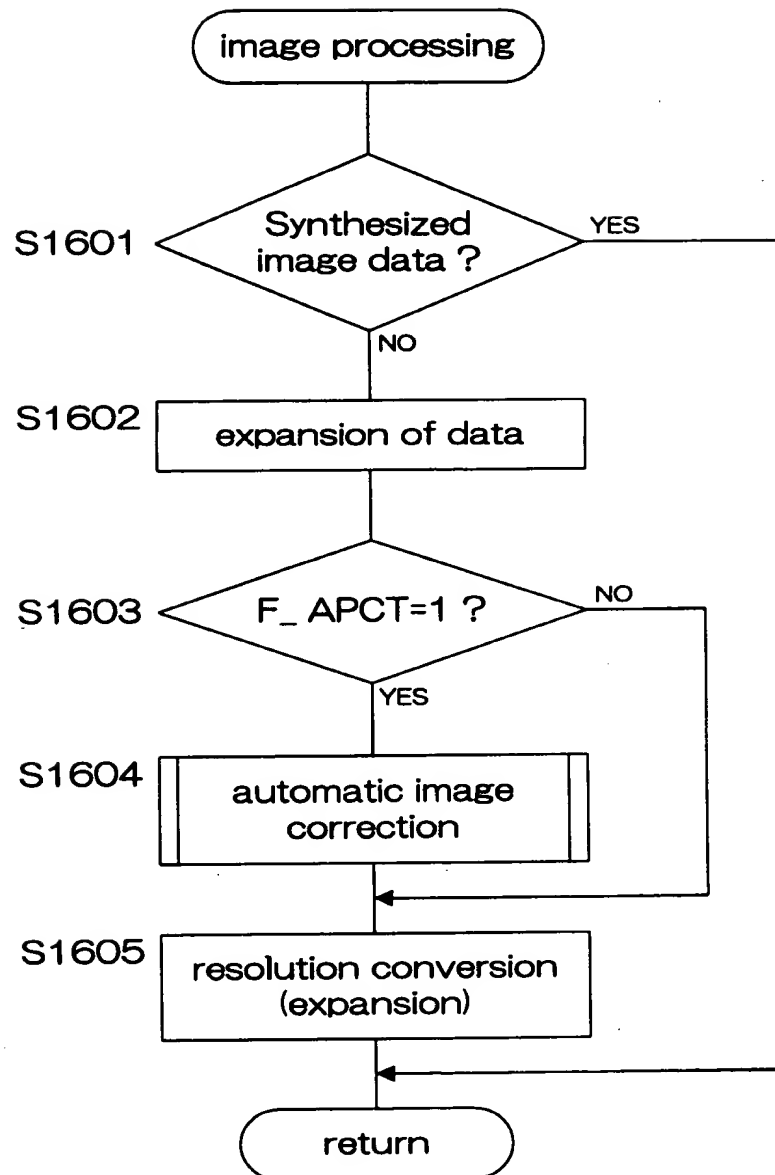 image processing
S1601
Synthesized
image data ?
YES
NO
S1602
expansion of data
S1603
F_ APCT=1 ?
NO
YES
S1604
automatic image
correction
S1605
resolution conversion
(expansion)
return